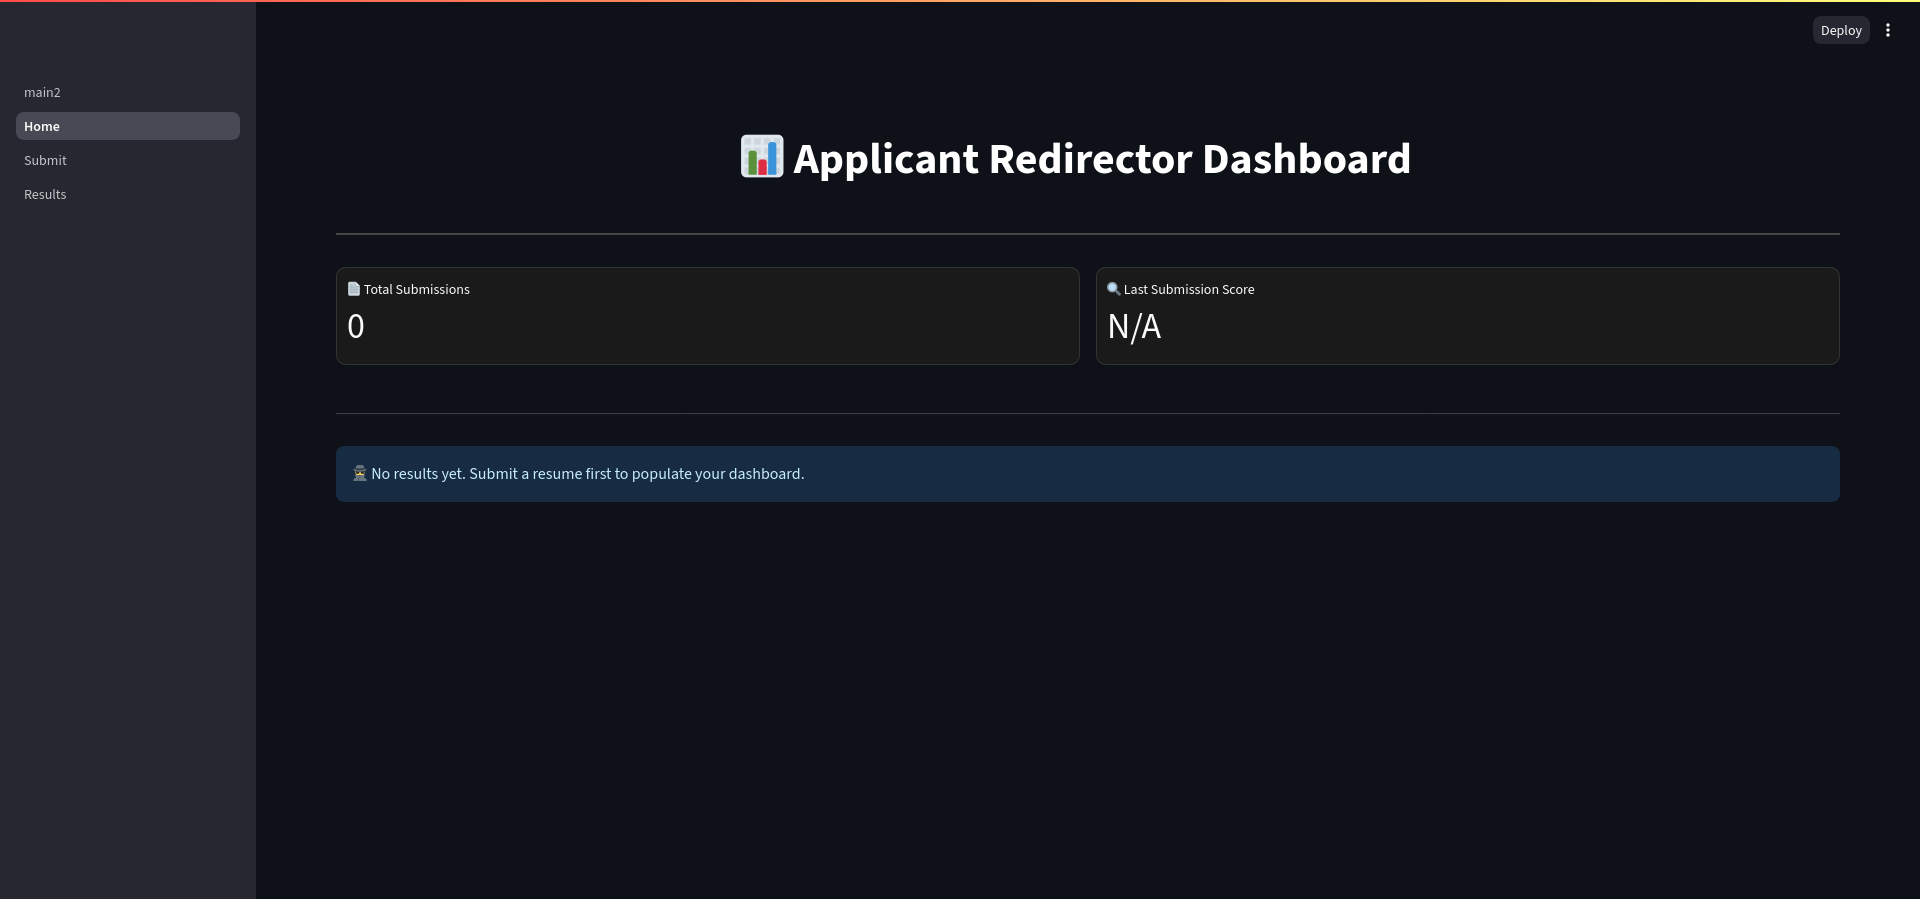 Deploy
main2
Home
Submit
Results
Applicant Redirector Dashboard
Total Submissions
0
Last Submission Score
N/A
No results yet. Submit a resume first to populate your dashboard.